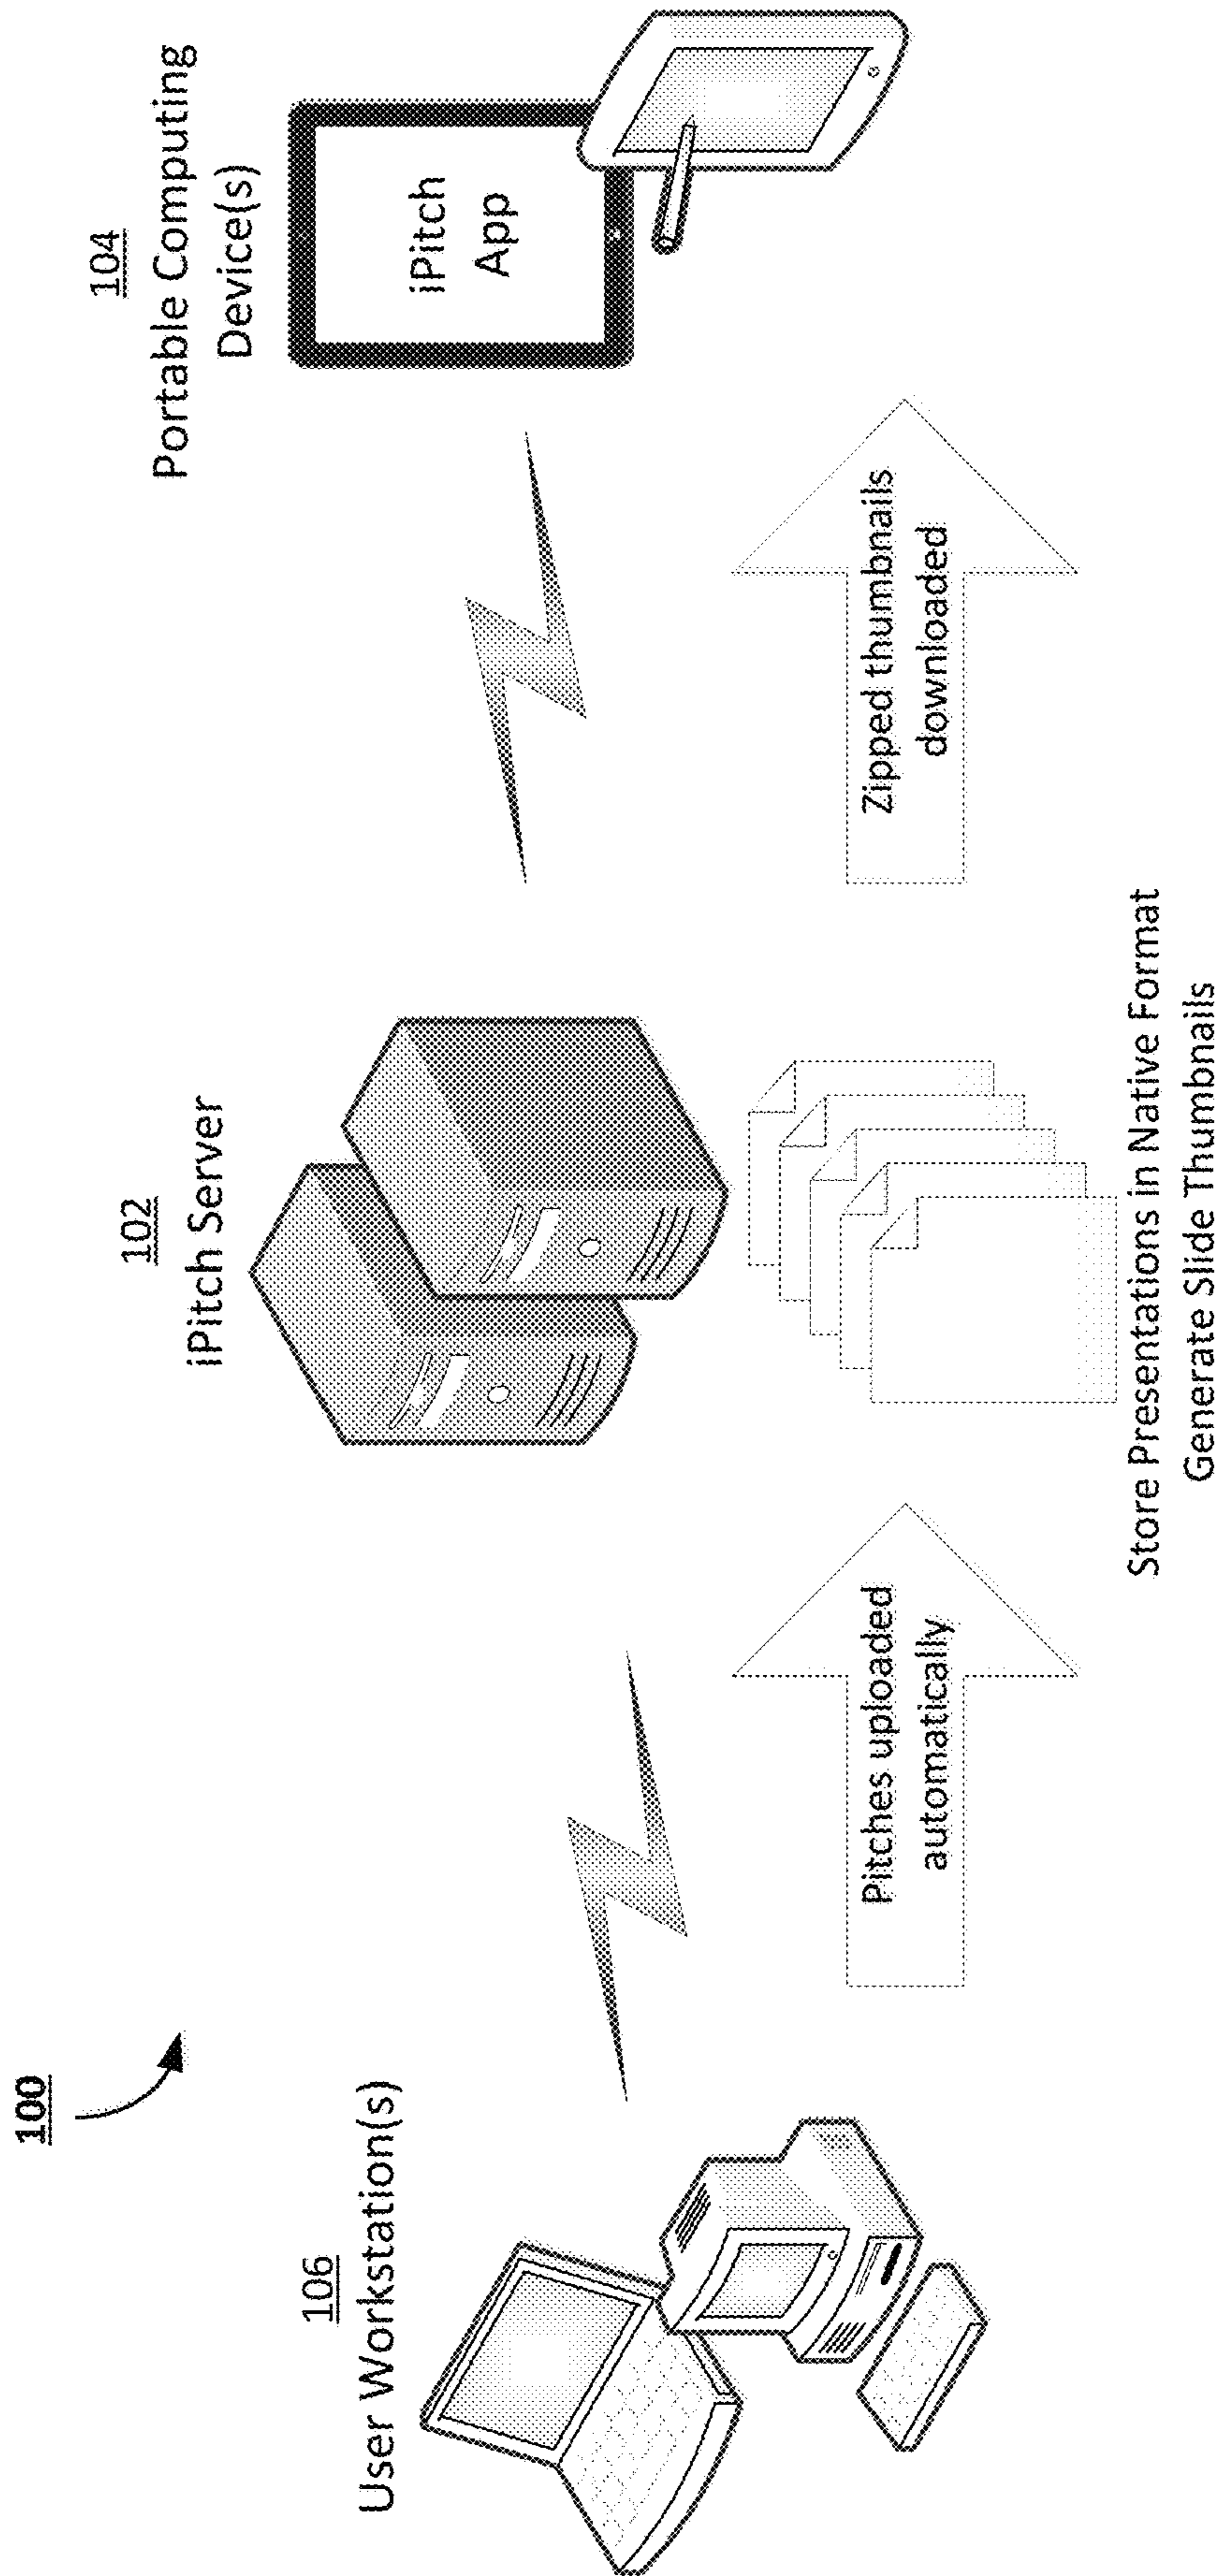 100
106
User Workstation(s)
102
iPitch Server
104
Portable Computing
Device(s)
iPitch
App
Pitches uploaded
automatically
Zipped thumbnails
downloaded
Store Presentations in Native Format
Generate Slide Thumbnails